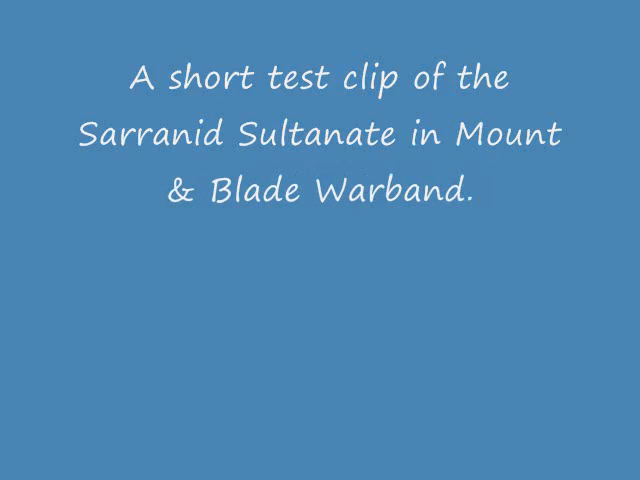 A short test clip of the
Sarranid Sultanate in Mount
& Blade Warband.